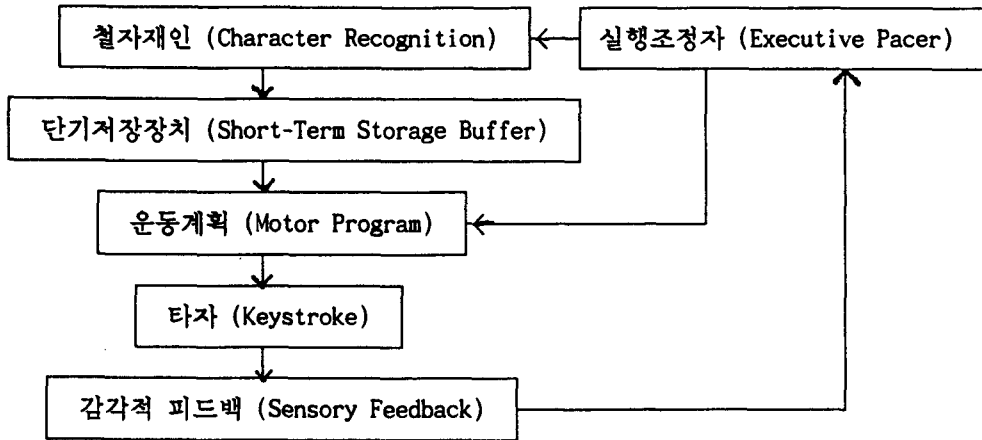 철자재인 (Character Recognition)
실행조정자 (Executive Pacer)
단기저장장치 (Short-Term Storage Buffer)
운동계획 (Motor Program)
타자 (Keystroke)
감각적 피드백 (Sensory Feedback)